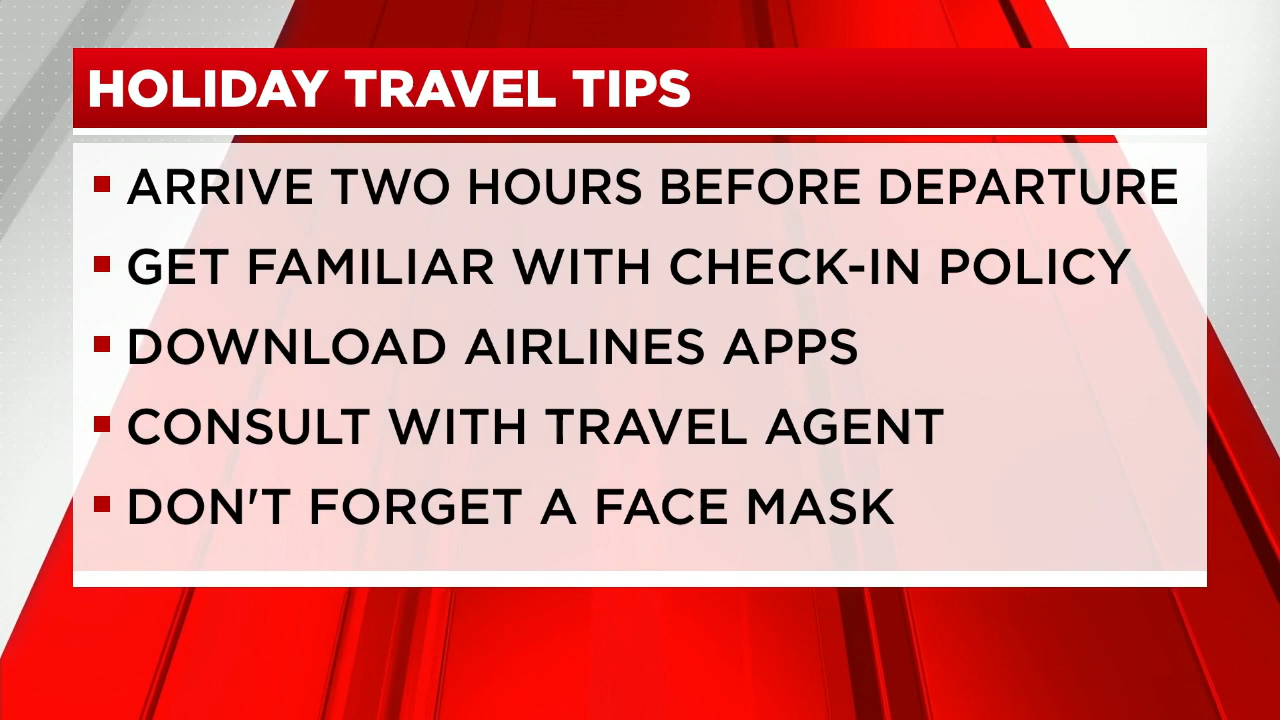 HOLIDAY TRAVEL TIPS
ARRIVE TWO HOURS BEFORE DEPARTURE
GET FAMILIAR WITH CHECK-IN POLICY
DOWNLOAD AIRLINES APPS
CONSULT WITH TRAVEL AGENT
DON'T FORGET A FACE MASK